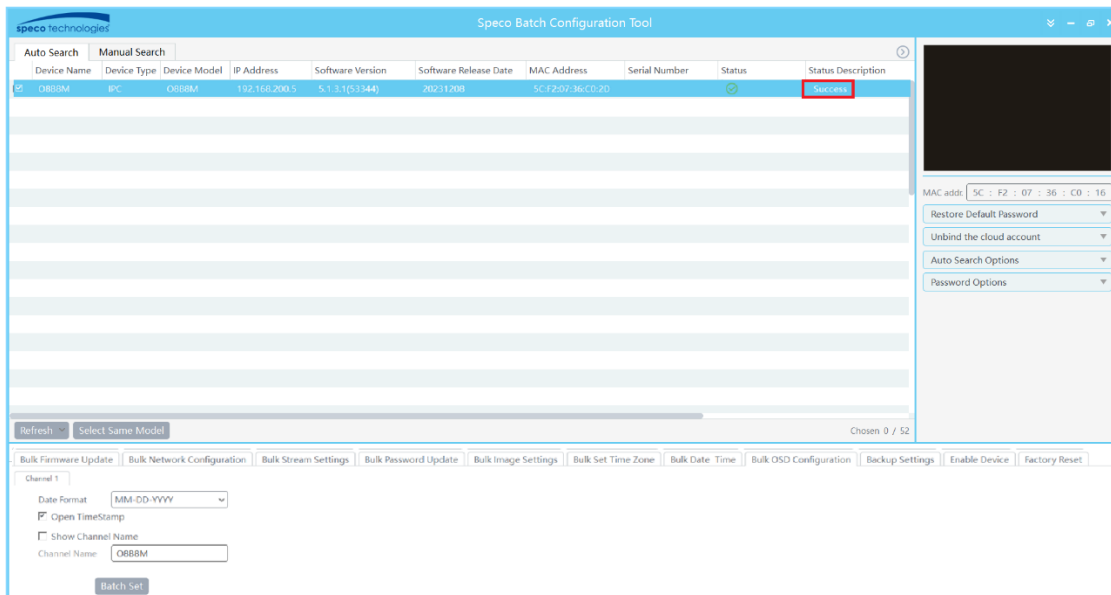 speco technologies
Speco Batch Configuration Tool
Auto Search Manual Search
Device Name Device Type Device Model IP Address Software Version Software Release Date MAC Address Serial Number Status Status Description
O8B8M IPC O8B8M 192.168.200.5 5.1.3.1(53344) 20231208 5C:F2:07:36:C0:20 Success
MAC addr. 5C : F2 : 07 : 36 : C0 : 16
Restore Default Password
Unbind the cloud account
Auto Search Options
Password Options
Refresh Select Same Model Chosen 0 / 52
Bulk Firmware Update Bulk Network Configuration Bulk Stream Settings Bulk Password Update Bulk Image Settings Bulk Set Time Zone Bulk Date Time Bulk OSD Configuration Backup Settings Enable Device Factory Reset
Channel 1
Date Format MM-DD-YYYY
Open TimeStamp
Show Channel Name
Channel Name O8B8M
Batch Set